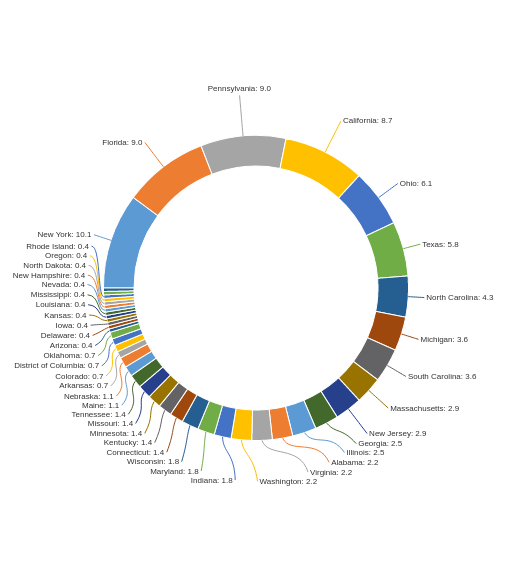 Pennsylvania: 9.0
California: 8.7
Florida: 9.0
Ohio: 6.1
New York: 10.1
Texas: 5.8
Rhode Island: 0.4
Oregon: 0.4
North Dakota: 0.4
New Hampshire: 0.4
Nevada: 0.4
Mississippi: 0.4
North Carolina: 4.3
Louisiana: 0.4
Kansas: 0.4
Iowa: 0.4
Delaware: 0.4
Michigan: 3.6
Arizona: 0.4
Oklahoma: 0.7
District of Columbia: 0.7
Colorado: 0.7
South Carolina: 3.6
Arkansas: 0.7
Nebraska: 1.1
Maine: 1.1
Massachusetts: 2.9
Tennessee: 1.4
Missouri: 1.4
Minnesota: 1.4
New Jersey: 2.9
Kentucky: 1.4
Georgia: 2.5
Connecticut: 1.4
Illinois: 2.5
Wisconsin: 1.8
Alabama: 2.2
Maryland: 1.8
Virginia: 2.2
Indiana: 1.8
Washington: 2.2